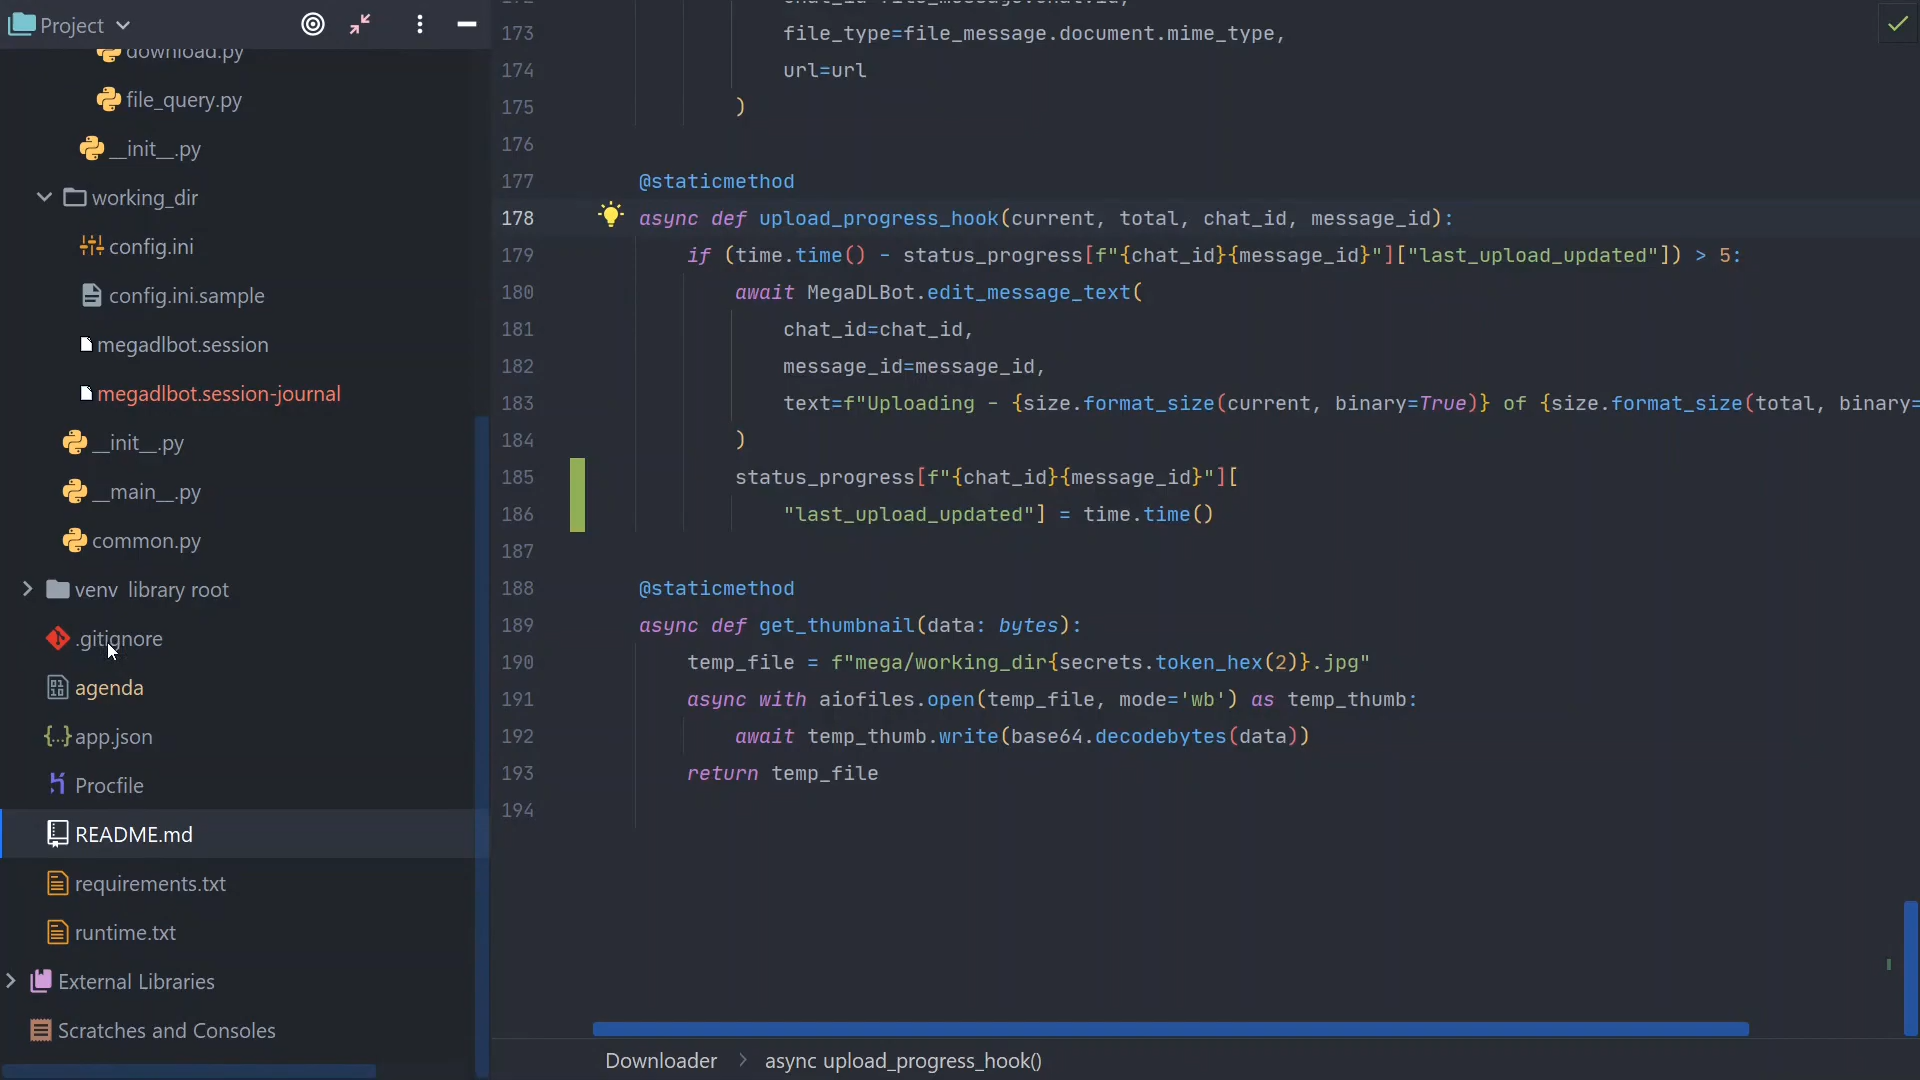 Project
download.py
file_query.py
__init__.py
working_dir
config.ini
config.ini.sample
megadlbot.session
megadlbot.session-journal
__init__.py
__main__.py
common.py
venv library root
.gitignore
agenda
app.json
Procfile
README.md
requirements.txt
runtime.txt
External Libraries
Scratches and Consoles
173 file_type=file_message.document.mime_type,
174 url=url
175 )
176
177 @staticmethod
178 async def upload_progress_hook(current, total, chat_id, message_id):
179 if (time.time() - status_progress[f"{chat_id}{message_id}"]["last_upload_updated"]) > 5:
180 await MegaDLBot.edit_message_text(
181 chat_id=chat_id,
182 message_id=message_id,
183 text=f"Uploading - {size.format_size(current, binary=True)} of {size.format_size(total, binary=
184 )
185 status_progress[f"{chat_id}{message_id}"][
186 "last_upload_updated"] = time.time()
187
188 @staticmethod
189 async def get_thumbnail(data: bytes):
190 temp_file = f"mega/working_dir{secrets.token_hex(2)}.jpg"
191 async with aiofiles.open(temp_file, mode='wb') as temp_thumb:
192 await temp_thumb.write(base64.decodebytes(data))
193 return temp_file
194
Downloader > async upload_progress_hook()